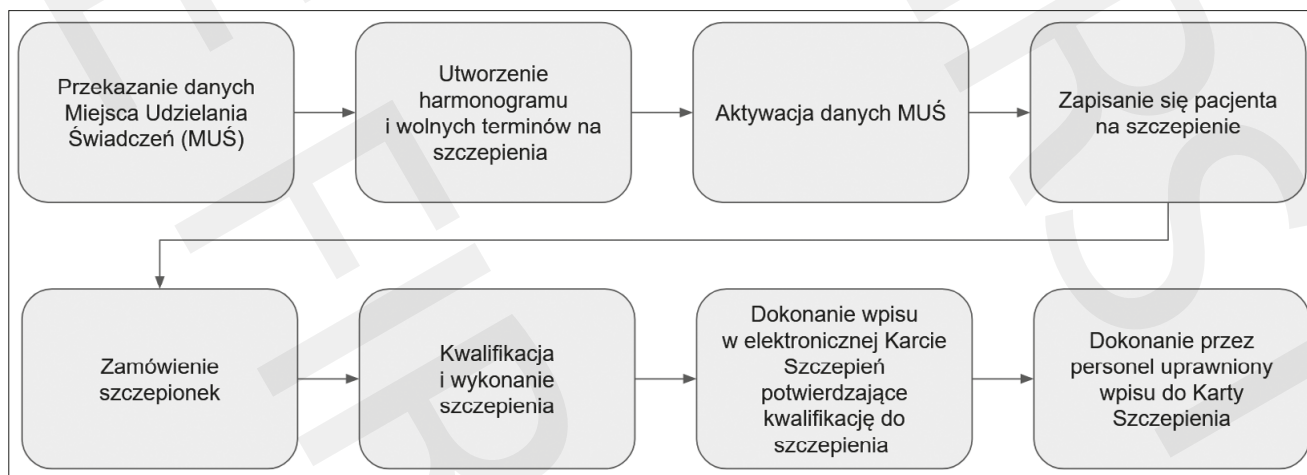 Przekazanie danych
Miejsca Udzielania
Świadczeń (MUŚ)
Utworzenie
harmonogramu
i wolnych terminów na
szczepienia
Aktywacja danych MUŚ
Zapisanie się pacjenta
na szczepienie
Zamówienie
szczepionek
Kwalifikacja
i wykonanie
szczepienia
Dokonanie wpisu
w elektronicznej Karcie
Szczepień
potwierdzające
kwalifikację do
szczepienia
Dokonanie przez
personel uprawniony
wpisu do Karty
Szczepienia